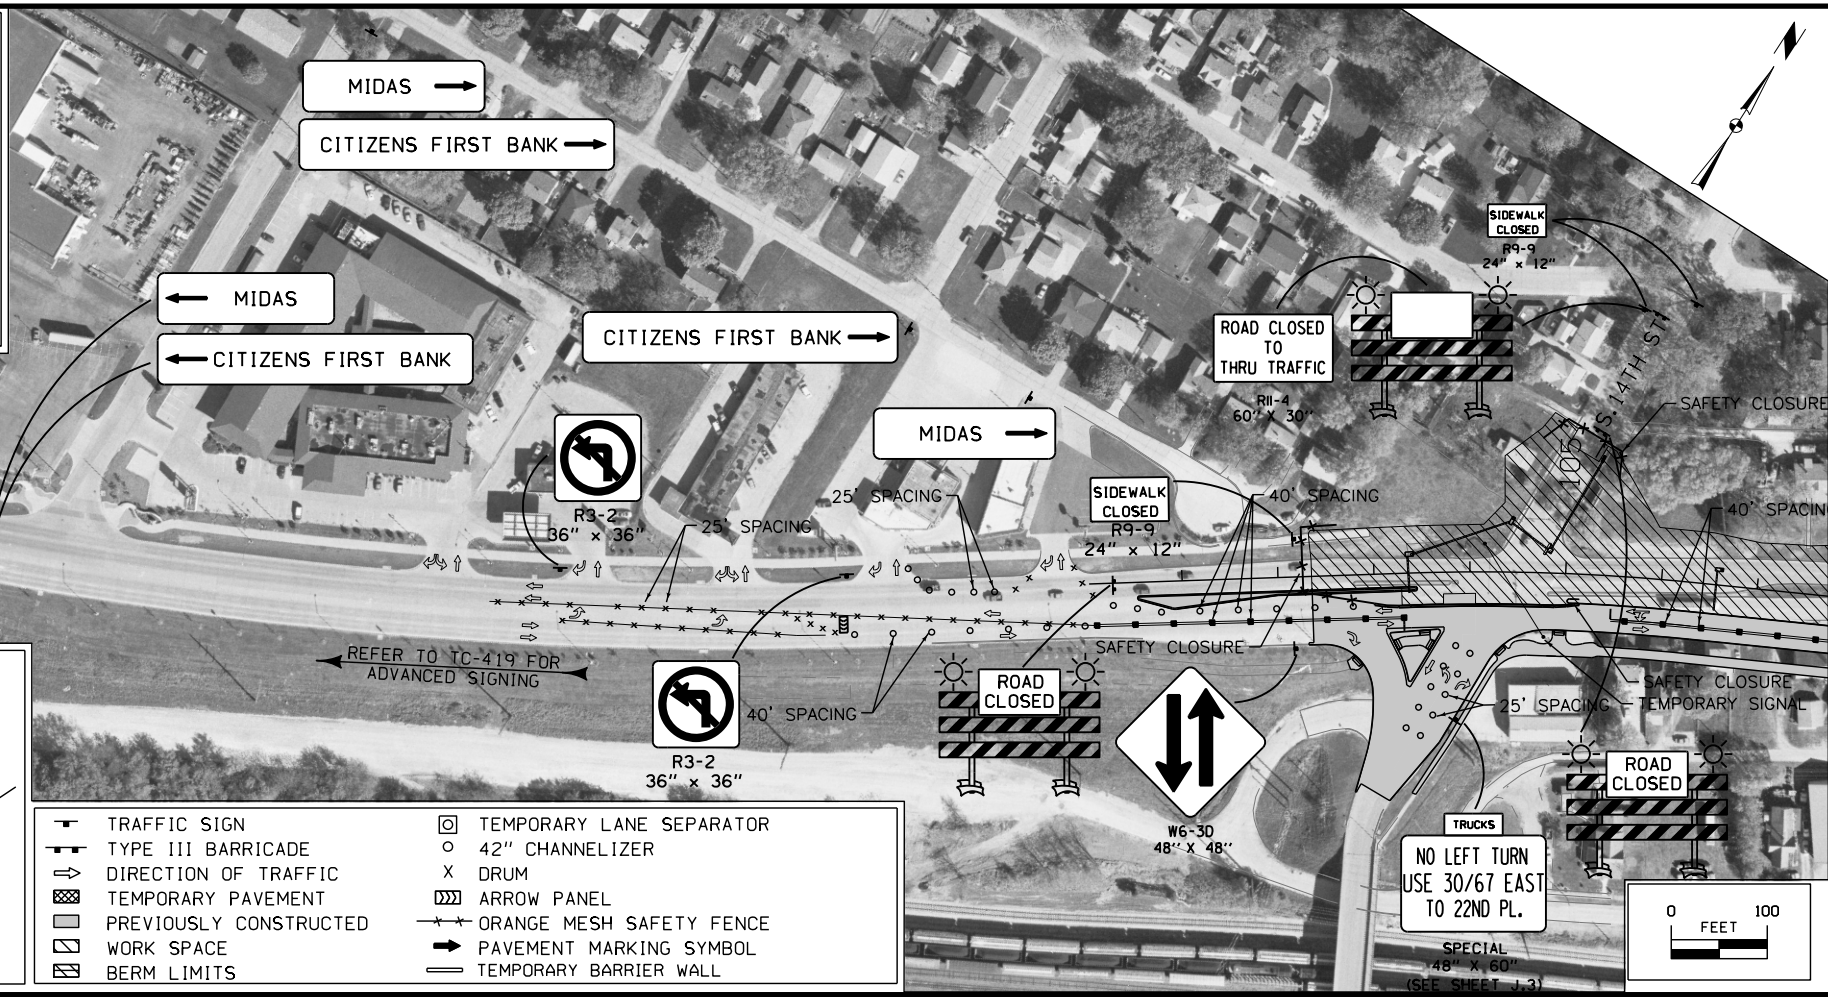 MIDAS
CITIZENS FIRST BANK
MIDAS
CITIZENS FIRST BANK
CITIZENS FIRST BANK
MIDAS
SIDEWALK
CLOSED
R9-9
24" x 12"
ROAD CLOSED
TO
THRU TRAFFIC
R11-4
60" X 30"
S. 14TH ST
105
SAFETY CLOSURE
R3-2
36" x 36"
25' SPACING
25' SPACING
SIDEWALK
CLOSED
R9-9
24" x 12"
40' SPACING
40' SPACING
REFER TO TC-419 FOR
ADVANCED SIGNING
R3-2
36" x 36"
40' SPACING
SAFETY CLOSURE
ROAD
CLOSED
W6-3D
48" X 48"
SAFETY CLOSURE
TEMPORARY SIGNAL
25' SPACING
ROAD
CLOSED
TRUCKS
NO LEFT TURN
USE 30/67 EAST
TO 22ND PL.
SPECIAL
48" X 60"
(SEE SHEET J.3)
TRAFFIC SIGN
TYPE III BARRICADE
DIRECTION OF TRAFFIC
TEMPORARY PAVEMENT
PREVIOUSLY CONSTRUCTED
WORK SPACE
BERM LIMITS
TEMPORARY LANE SEPARATOR
42" CHANNELIZER
DRUM
ARROW PANEL
ORANGE MESH SAFETY FENCE
PAVEMENT MARKING SYMBOL
TEMPORARY BARRIER WALL
0 100
FEET